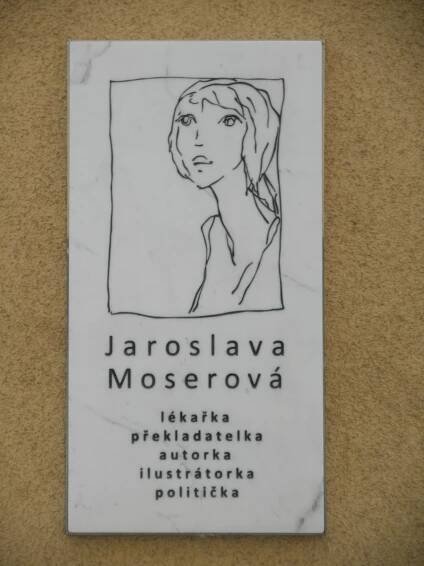 Jaroslava
Moserová
lékařka
překladatelka
autorka
ilustrátorka
politička